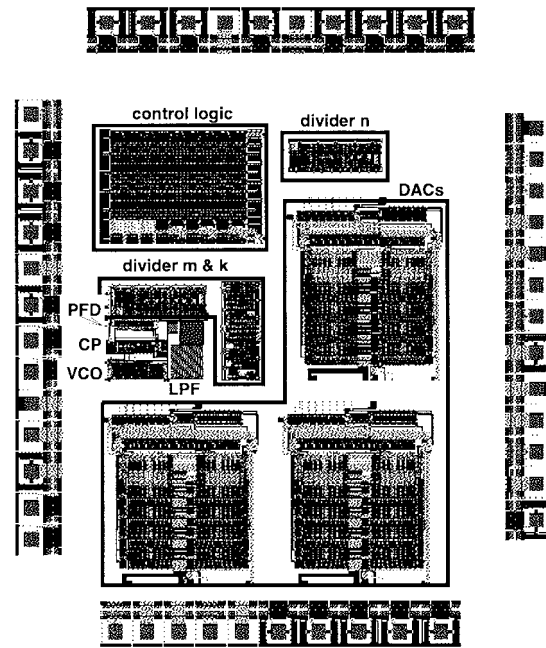 control logic
divider n
DACs
divider m & k
PFD
CP
VCO
LPF